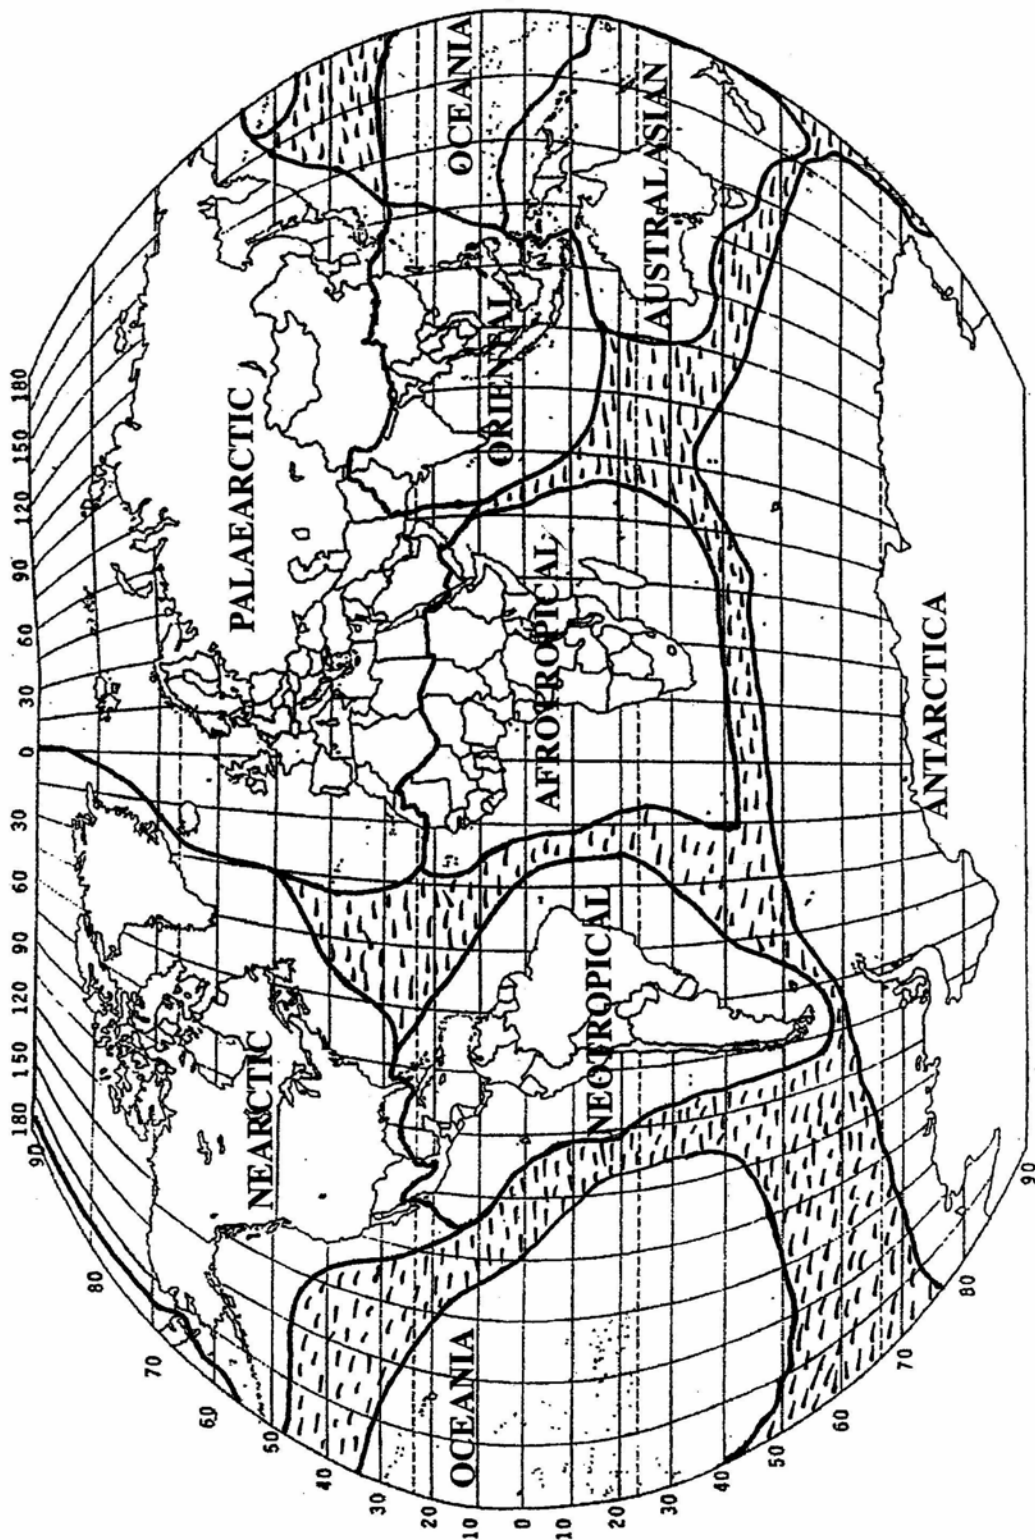 180 150 120 90 60 30 0 30 60 90 120 150 180
90
80
70
60
50
40
30
20
10
0
10
20
30
40
50
60
70
80
90
NEARCTIC
PALAEARCTIC
OCEANIA
ORIENTAL
OCEANIA
NEOTROPICAL
AFROTROPICAL
AUSTRALASIAN
ANTARCTICA